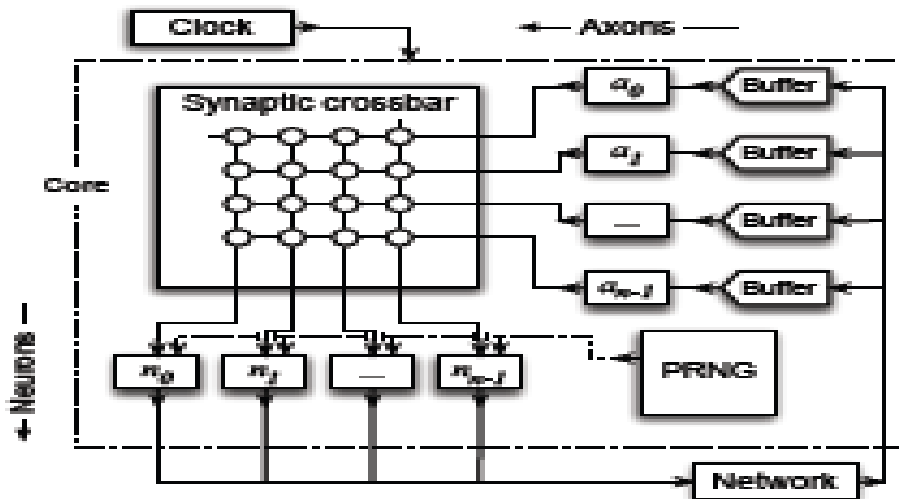 Clock
← Axons
Synaptic crossbar
a₀
Buffer
Core
a₁
Buffer
...
Buffer
aₙ₋₁
Buffer
← Neurons
n₀
n₁
...
nₙ₋₁
PRNG
Network